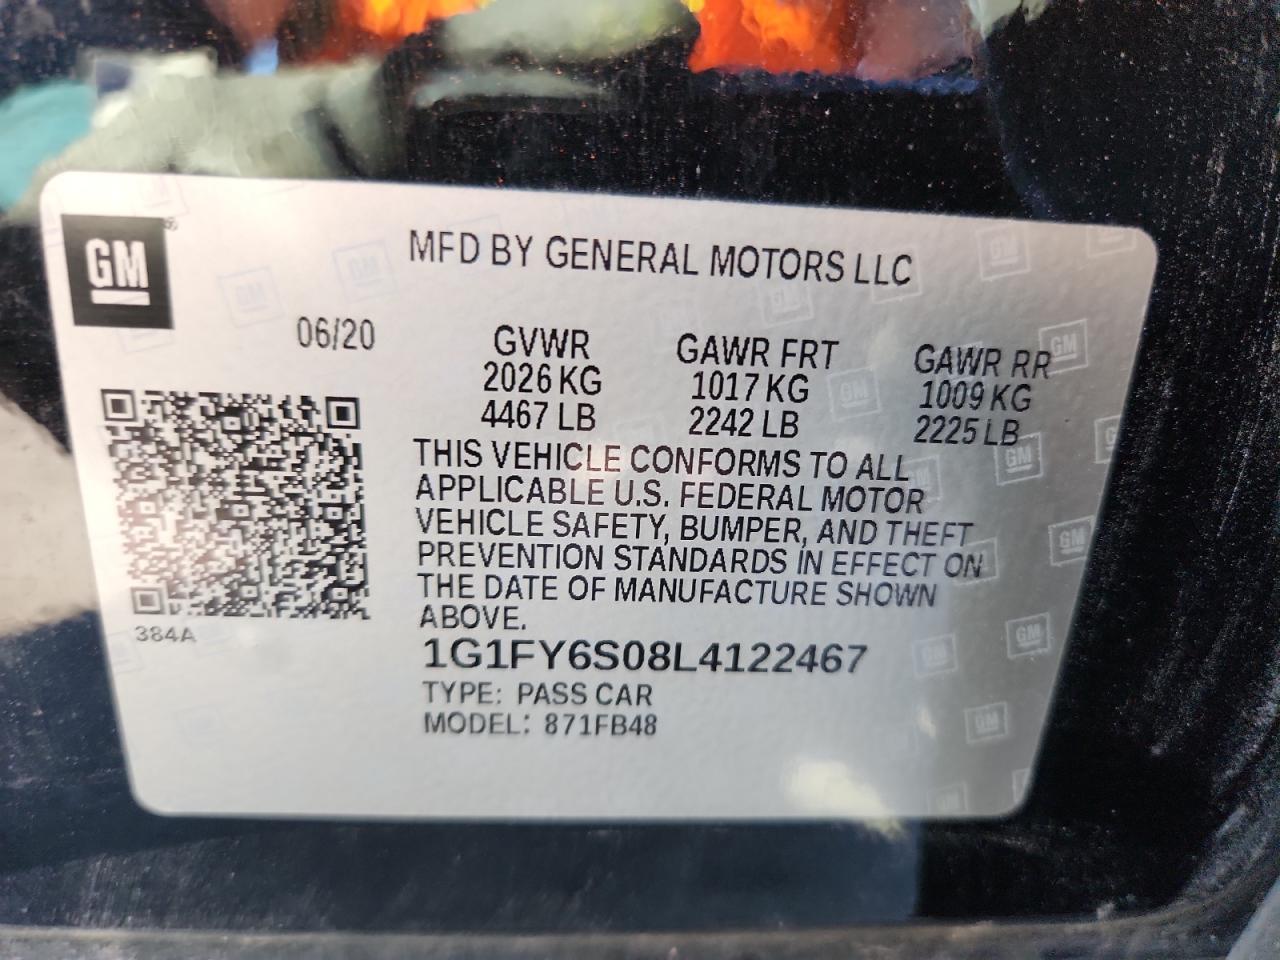 GM
MFD BY GENERAL MOTORS LLC
06/20
GVWR GAWR FRT GAWR RR
2026 KG 1017 KG 1009 KG
4467 LB 2242 LB 2225 LB
THIS VEHICLE CONFORMS TO ALL
APPLICABLE U.S. FEDERAL MOTOR
VEHICLE SAFETY, BUMPER, AND THEFT
PREVENTION STANDARDS IN EFFECT ON
THE DATE OF MANUFACTURE SHOWN
ABOVE.
384A
1G1FY6S08L4122467
TYPE: PASS CAR
MODEL: 871FB48